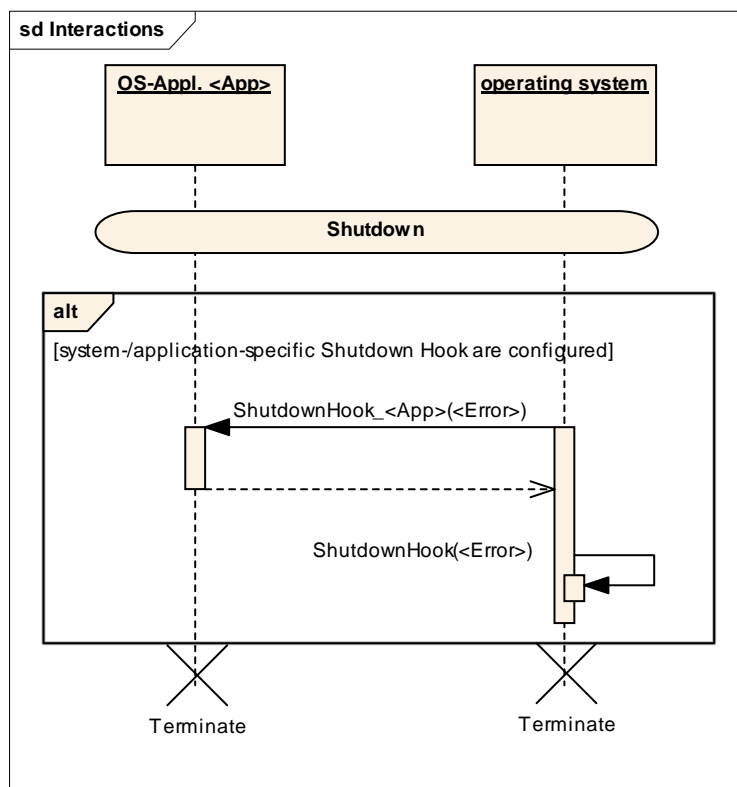 sd Interactions
OS-Appl. <App>
operating system
Shutdown
alt
[system-/application-specific Shutdown Hook are configured]
ShutdownHook_<App>(<Error>)
ShutdownHook(<Error>)
Terminate
Terminate